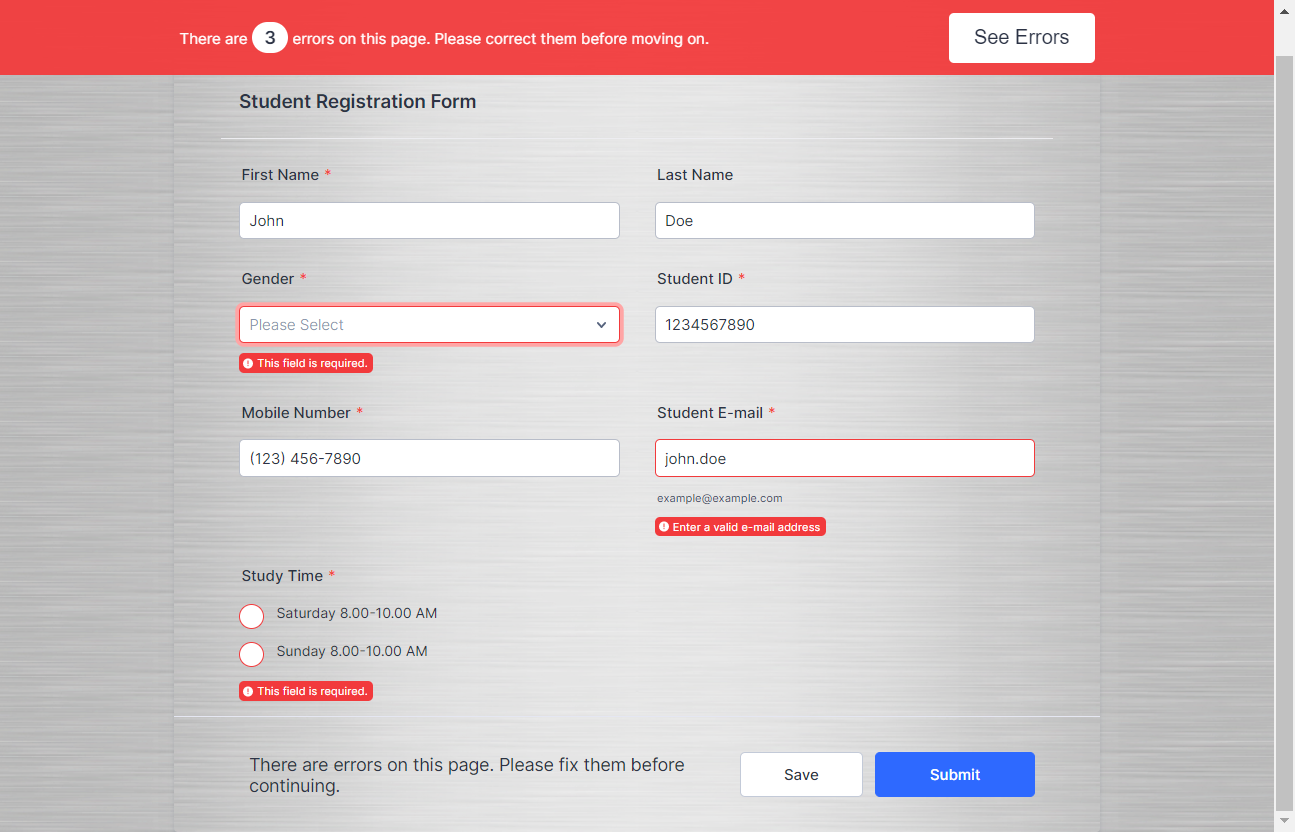 There are 3 errors on this page. Please correct them before moving on.
See Errors
Student Registration Form
First Name *
Last Name
John
Doe
Gender *
Student ID *
Please Select
1234567890
This field is required.
Mobile Number *
Student E-mail *
(123) 456-7890
john.doe
example@example.com
Enter a valid e-mail address
Study Time *
Saturday 8.00-10.00 AM
Sunday 8.00-10.00 AM
This field is required.
There are errors on this page. Please fix them before
continuing.
Save
Submit